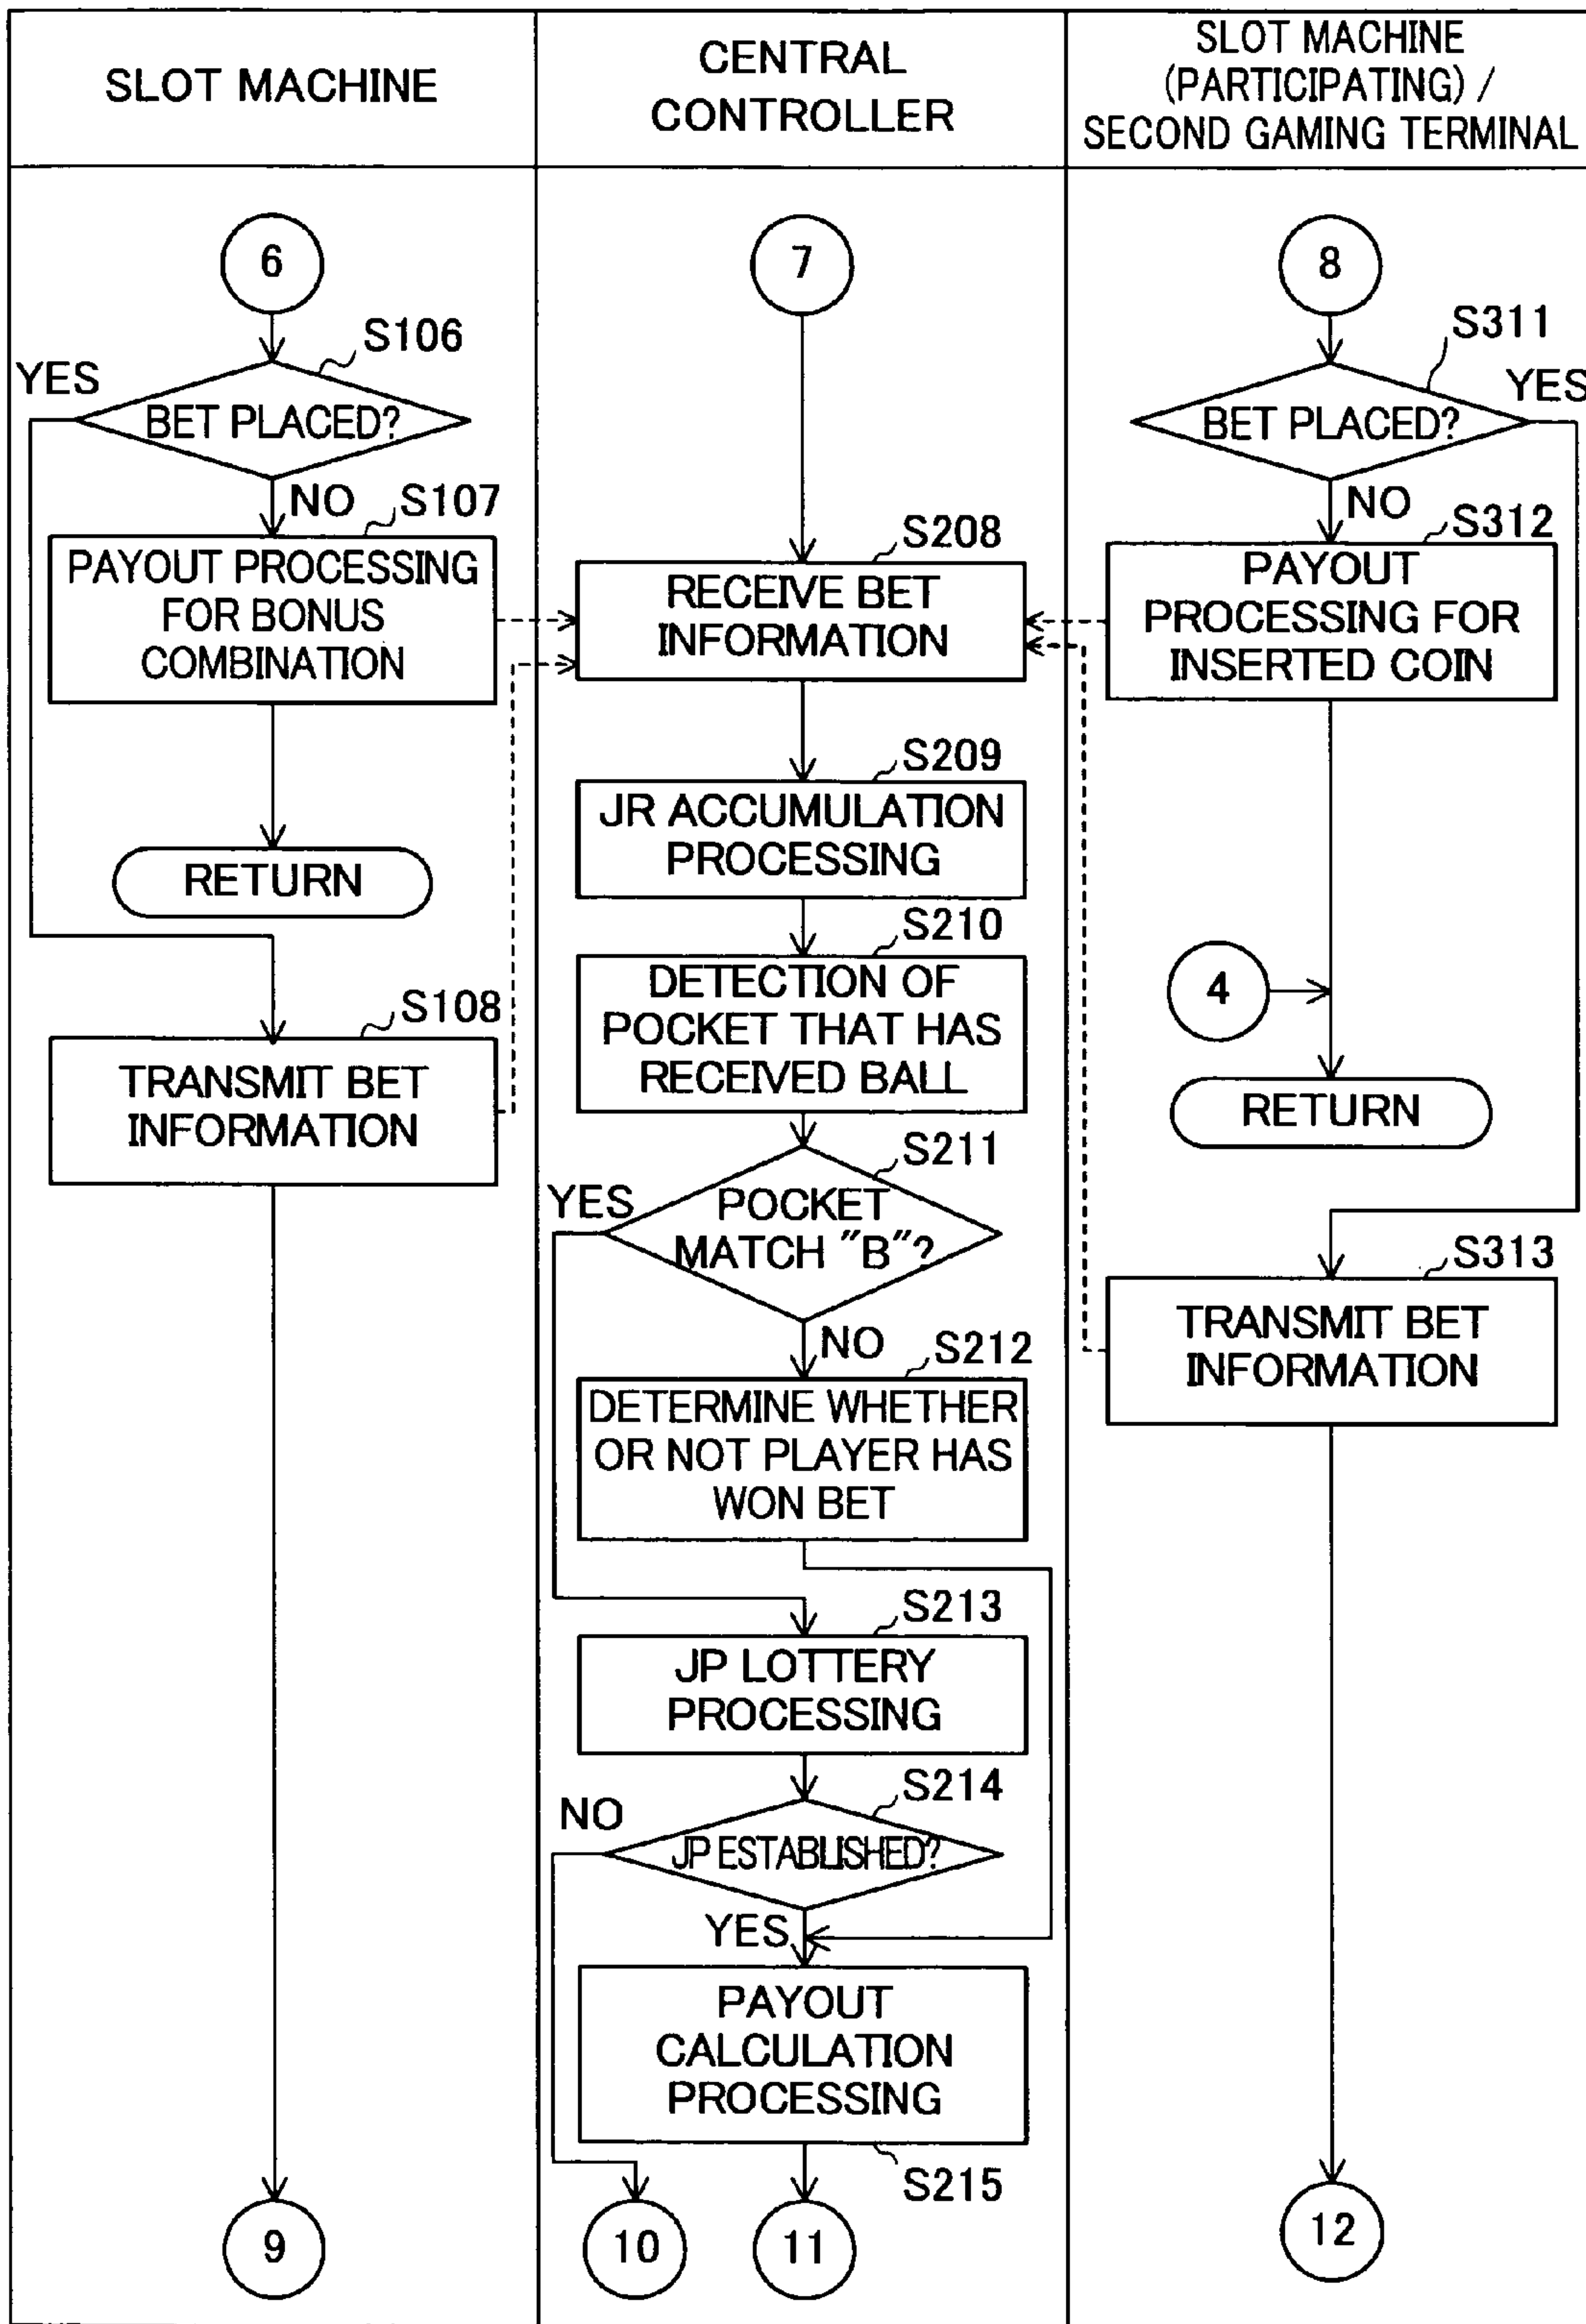 SLOT MACHINE
CENTRAL
CONTROLLER
SLOT MACHINE
(PARTICIPATING) /
SECOND GAMING TERMINAL
6
S106
YES
BET PLACED?
NO
S107
PAYOUT PROCESSING
FOR BONUS
COMBINATION
RETURN
S108
TRANSMIT BET
INFORMATION
9
7
S208
RECEIVE BET
INFORMATION
S209
JR ACCUMULATION
PROCESSING
S210
DETECTION OF
POCKET THAT HAS
RECEIVED BALL
S211
YES
POCKET
MATCH "B"?
NO
S212
DETERMINE WHETHER
OR NOT PLAYER HAS
WON BET
S213
JP LOTTERY
PROCESSING
S214
NO
JP ESTABLISHED?
YES
PAYOUT
CALCULATION
PROCESSING
S215
10
11
8
S311
YES
BET PLACED?
NO
S312
PAYOUT
PROCESSING FOR
INSERTED COIN
4
RETURN
S313
TRANSMIT BET
INFORMATION
12